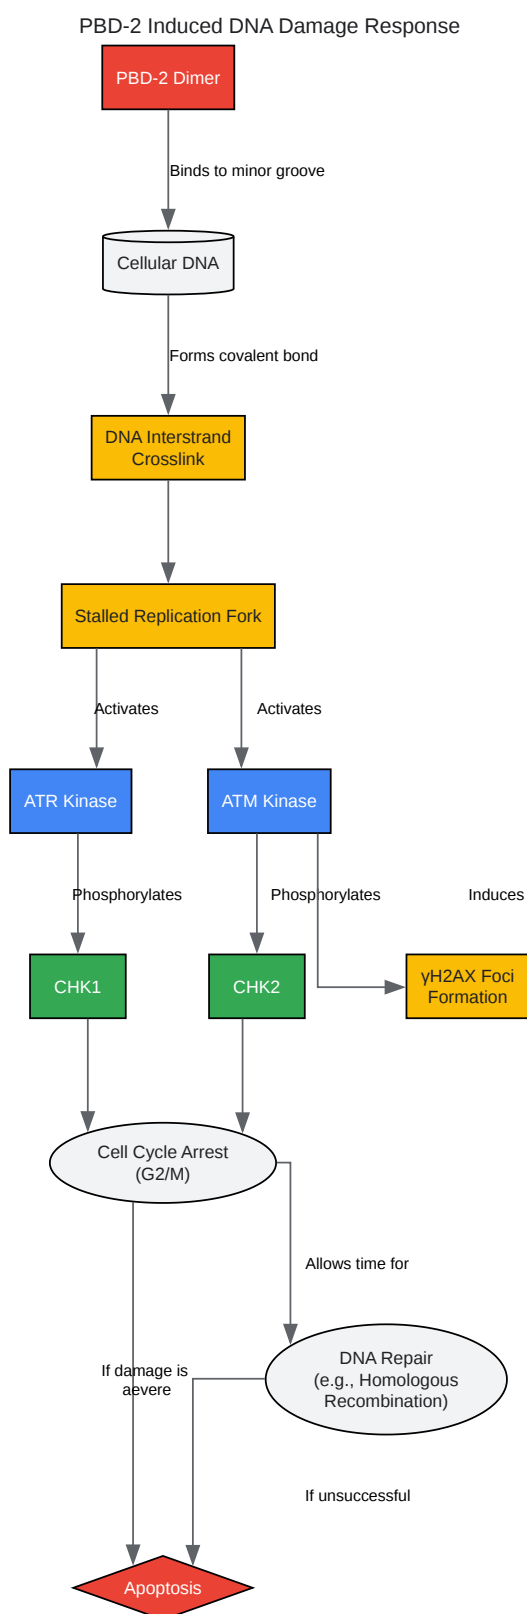 PBD-2 Induced DNA Damage Response
PBD-2 Dimer
Binds to minor groove
Cellular DNA
Forms covalent bond
DNA Interstrand
Crosslink
Stalled Replication Fork
Activates
Activates
ATR Kinase
ATM Kinase
Phosphorylates
Phosphorylates
Induces
CHK1
CHK2
γH2AX Foci
Formation
Cell Cycle Arrest
(G2/M)
Allows time for
DNA Repair
(e.g., Homologous
Recombination)
If damage is
aevere
If unsuccessful
Apoptosis